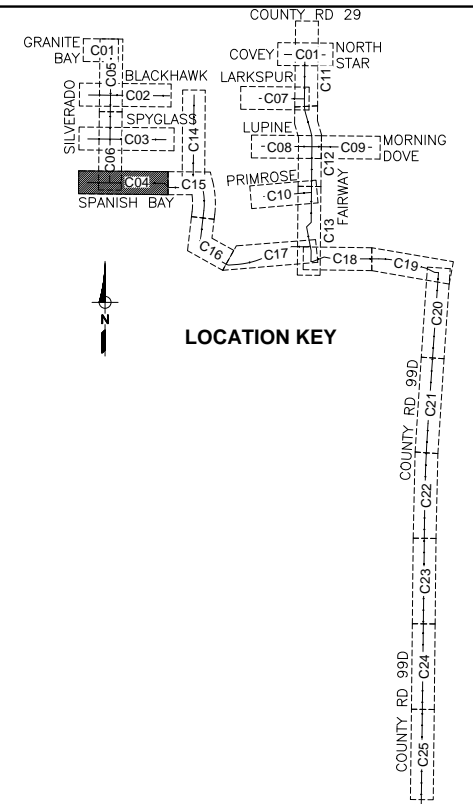 COUNTY RD 29
GRANITE
BAY
C01
C05
COVEY
C01
NORTH
STAR
C11
BLACKHAWK
LARKSPUR
SILVERADO
C02
C07
SPYGLASS
C14
LUPINE
C03
C06
C08
C12
C09
MORNING
DOVE
PRIMROSE
C04
C15
C10
FAIRWAY
SPANISH BAY
C13
C16
C17
C18
C19
N
LOCATION KEY
C20
COUNTY RD 99D
C21
C22
C23
COUNTY RD 99D
C24
C25